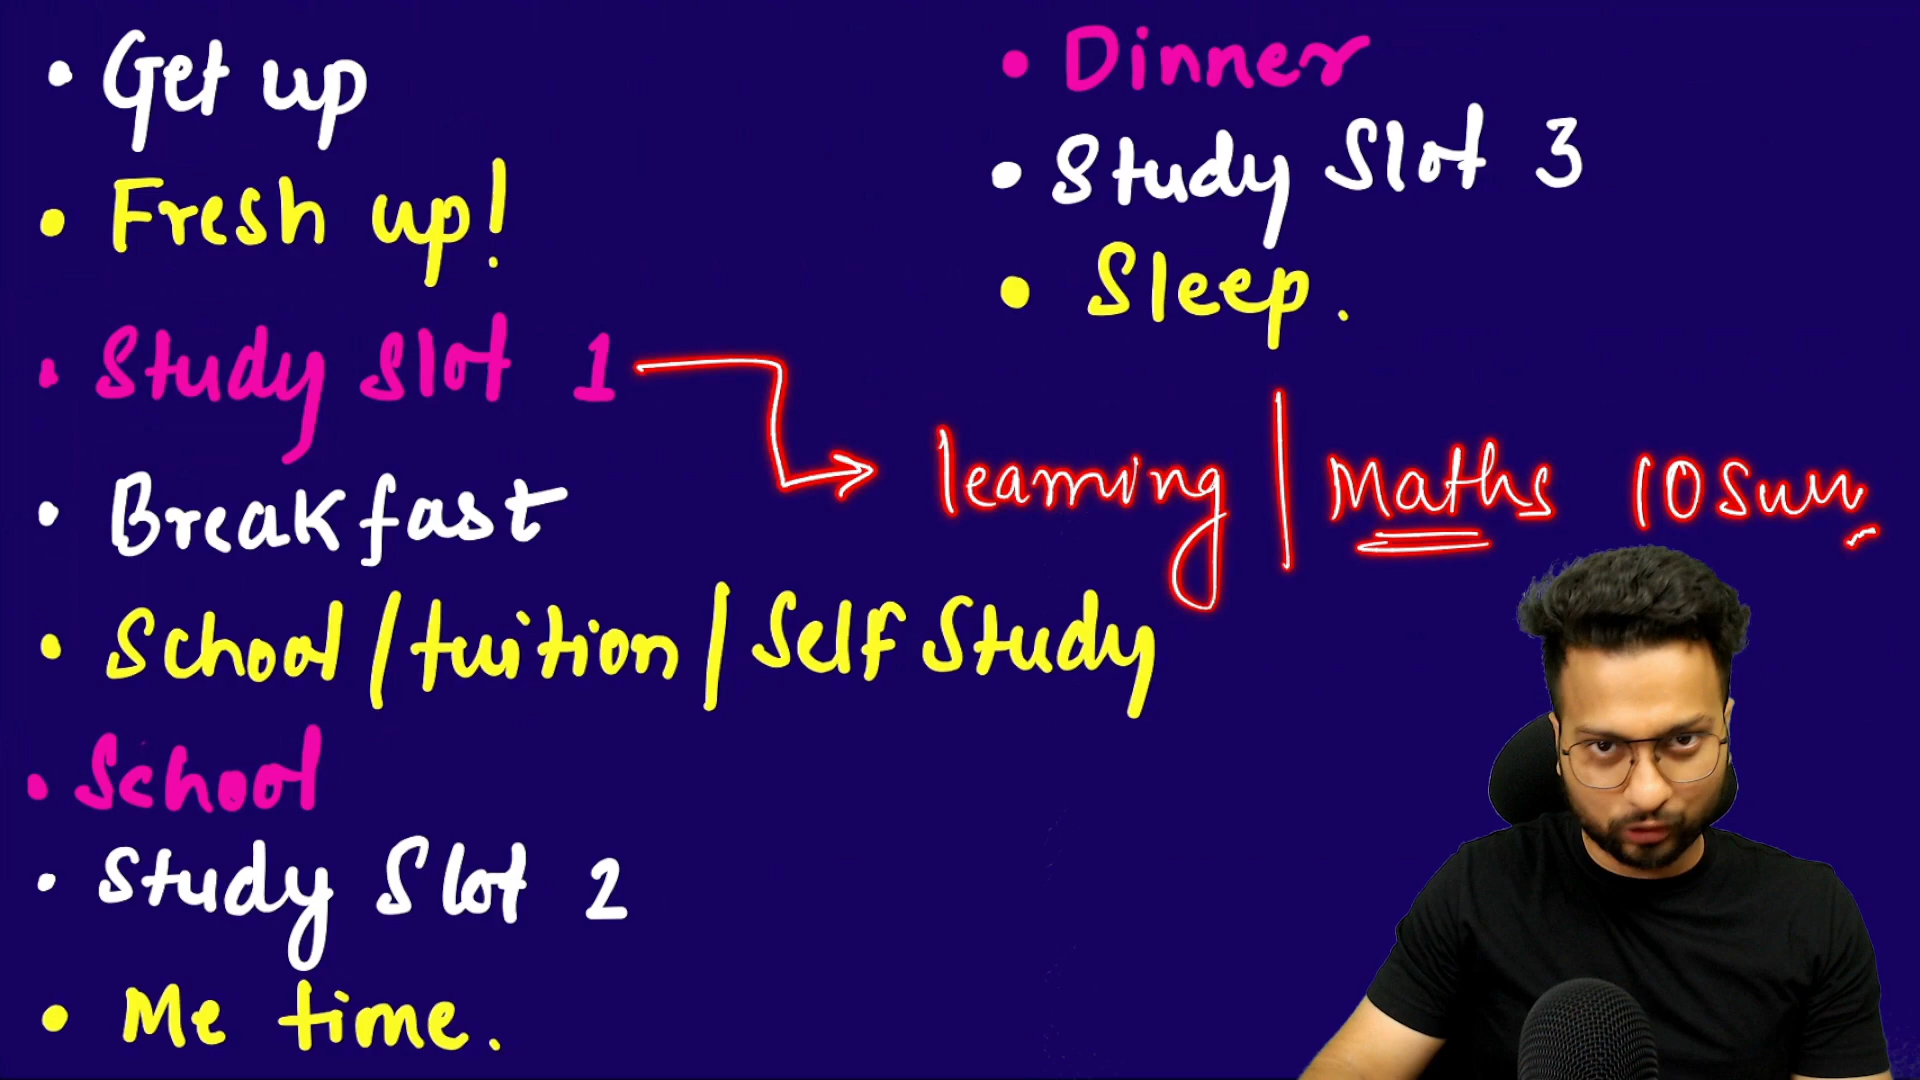 • Get up
• Fresh up!
• Study Slot 1
• Breakfast
• School / tuition / Self Study
• School
• Study Slot 2
• Me time.
• Dinner
• Study Slot 3
• Sleep.
learning | Maths 10